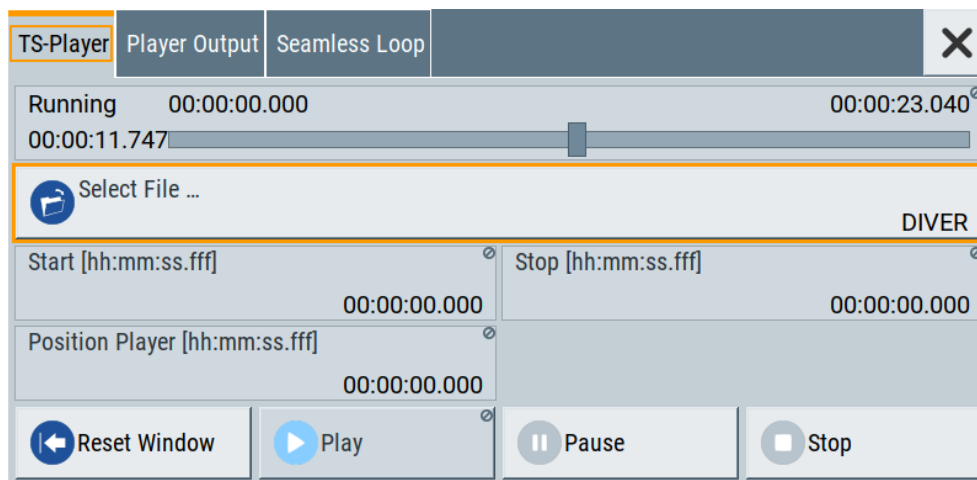 TS-Player Player Output Seamless Loop
Running 00:00:00.000 00:00:23.040
00:00:11.747
Select File ...
DIVER
Start [hh:mm:ss.fff] Stop [hh:mm:ss.fff]
00:00:00.000 00:00:00.000
Position Player [hh:mm:ss.fff]
00:00:00.000
Reset Window Play Pause Stop